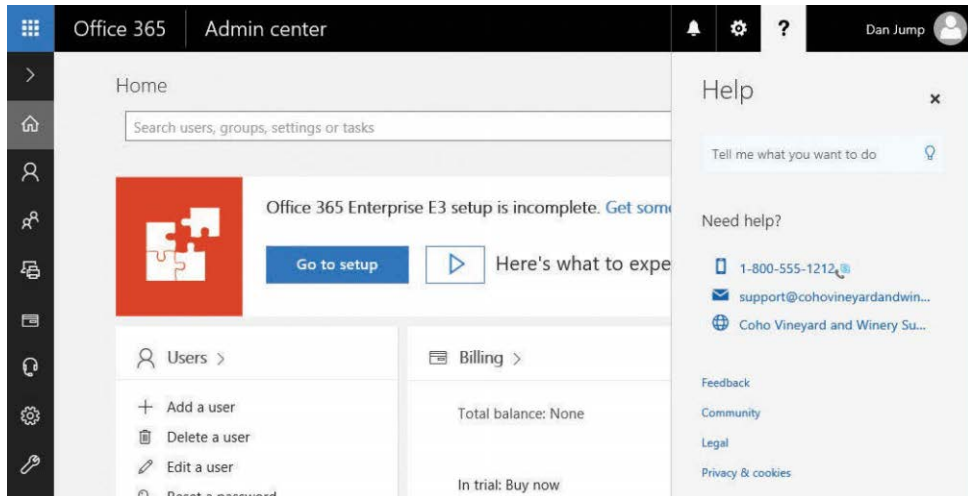 Office 365 Admin center ? Dan Jump
Home
Search users, groups, settings or tasks
Office 365 Enterprise E3 setup is incomplete. Get some
Go to setup Here's what to expe
Users >
Add a user
Delete a user
Edit a user
Reset a password
Billing >
Total balance: None
In trial: Buy now
Help
Tell me what you want to do
Need help?
1-800-555-1212
support@cohovineyardandwin...
Coho Vineyard and Winery Su...
Feedback
Community
Legal
Privacy & cookies